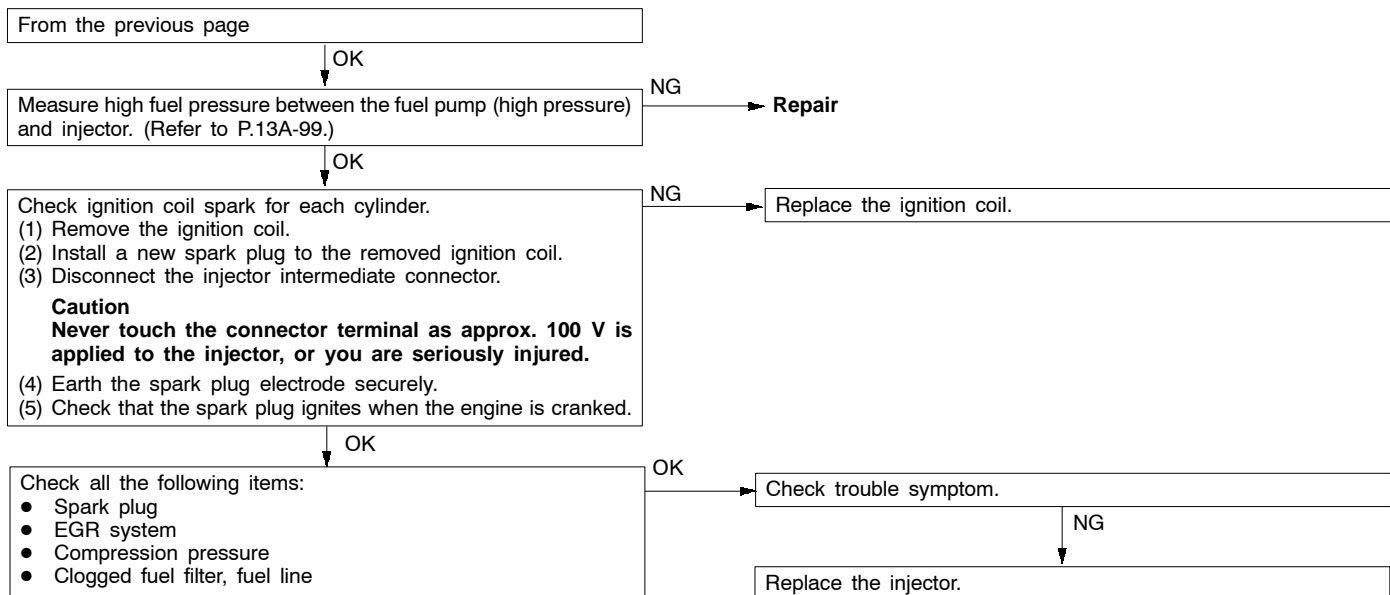 From the previous page
OK
Measure high fuel pressure between the fuel pump (high pressure)
and injector. (Refer to P.13A-99.)
NG
Repair
OK
Check ignition coil spark for each cylinder.
(1) Remove the ignition coil.
(2) Install a new spark plug to the removed ignition coil.
(3) Disconnect the injector intermediate connector.
Caution
Never touch the connector terminal as approx. 100 V is
applied to the injector, or you are seriously injured.
(4) Earth the spark plug electrode securely.
(5) Check that the spark plug ignites when the engine is cranked.
NG
Replace the ignition coil.
OK
Check all the following items:
● Spark plug
● EGR system
● Compression pressure
● Clogged fuel filter, fuel line
OK
Check trouble symptom.
NG
Replace the injector.